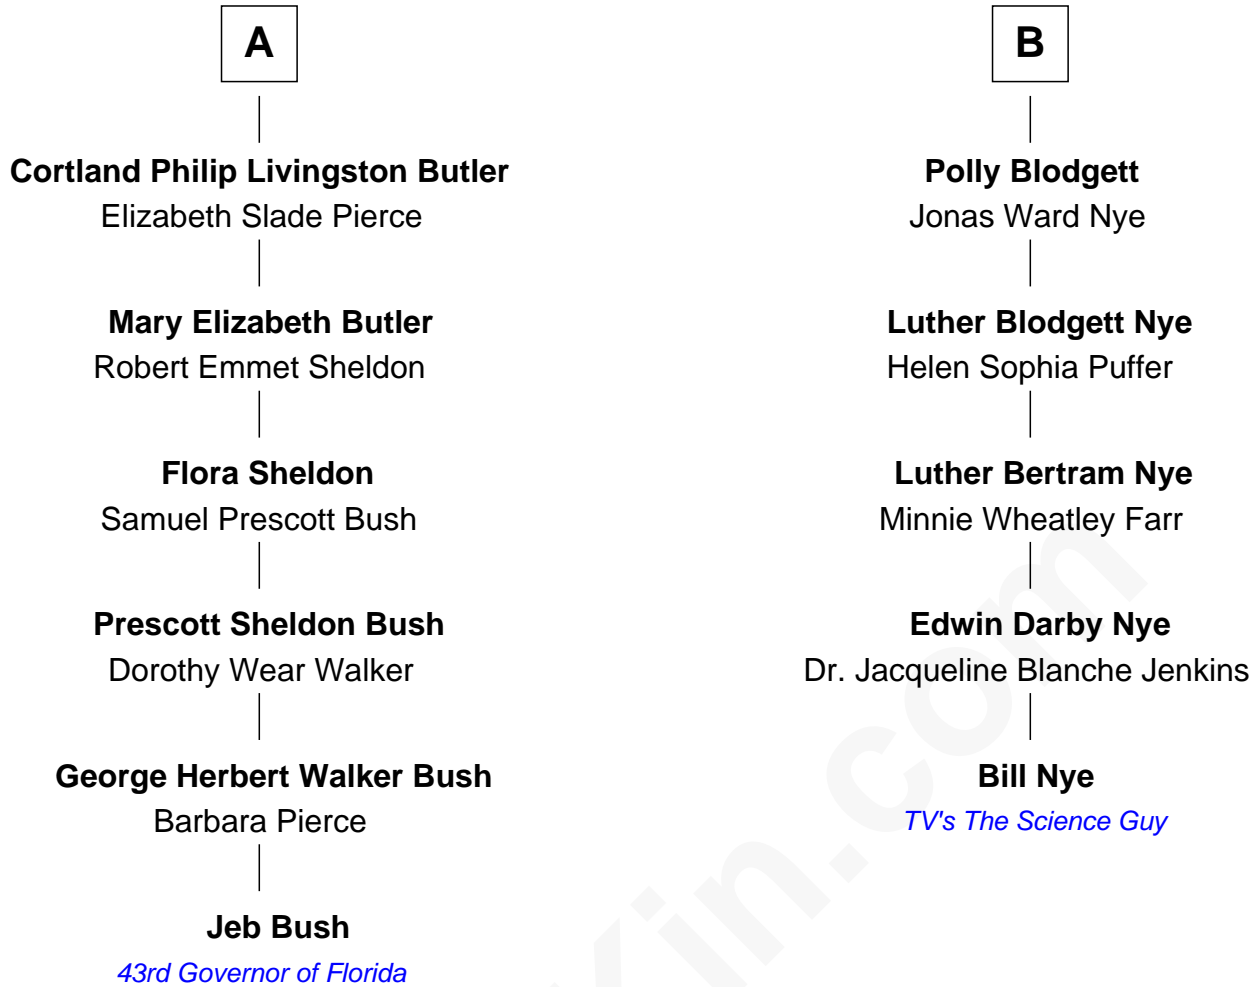 A
Cortland Philip Livingston Butler
Elizabeth Slade Pierce
Mary Elizabeth Butler
Robert Emmet Sheldon
Flora Sheldon
Samuel Prescott Bush
Prescott Sheldon Bush
Dorothy Wear Walker
George Herbert Walker Bush
Barbara Pierce
Jeb Bush
43rd Governor of Florida
B
Polly Blodgett
Jonas Ward Nye
Luther Blodgett Nye
Helen Sophia Puffer
Luther Bertram Nye
Minnie Wheatley Farr
Edwin Darby Nye
Dr. Jacqueline Blanche Jenkins
Bill Nye
TV's The Science Guy